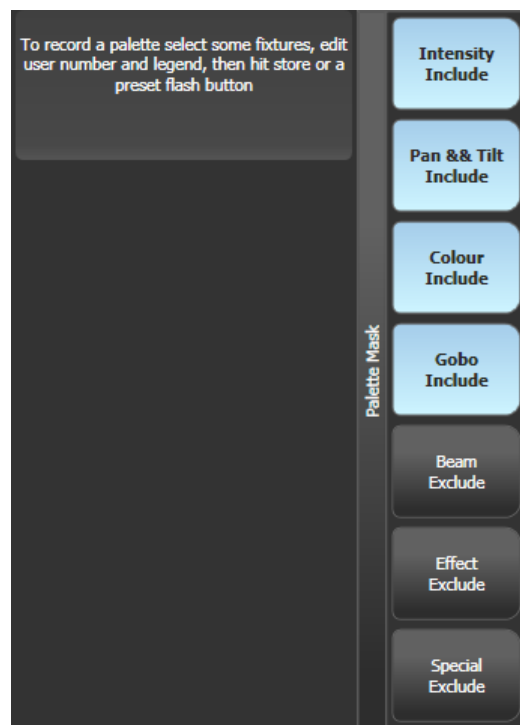 To record a palette select some fixtures, edit
user number and legend, then hit store or a
preset flash button
Palette Mask
Intensity
Include
Pan && Tilt
Include
Colour
Include
Gobo
Include
Beam
Exclude
Effect
Exclude
Special
Exclude